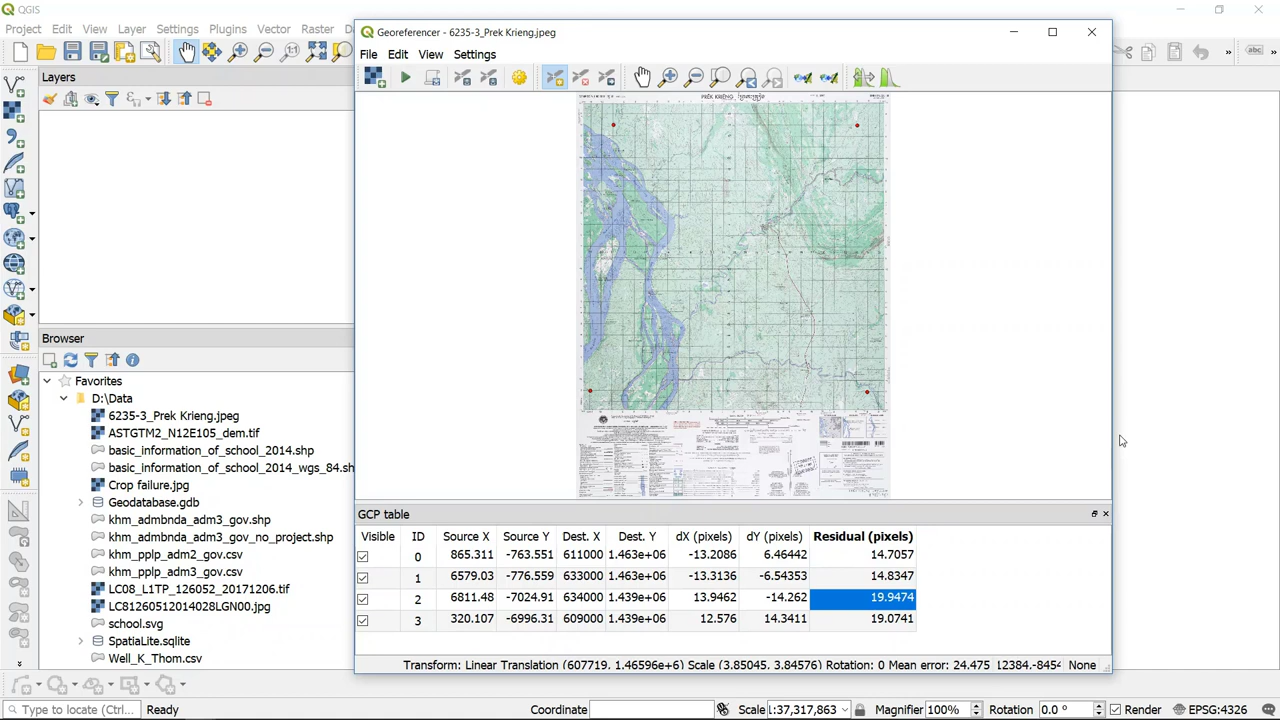 QGIS
Project Edit View Layer Settings Plugins Vector Raster
Layers
Browser
Favorites
D:\Data
6235-3_Prek Krieng.jpeg
ASTGTM2_N12E105_dem.tif
basic_information_of_school_2014.shp
basic_information_of_school_2014_wgs_84.sh
Crop failure.jpg
Geodatabase.gdb
khm_admbnda_adm3_gov.shp
khm_admbnda_adm3_gov_no_project.shp
khm_pplp_adm2_gov.csv
khm_pplp_adm3_gov.csv
LC08_L1TP_126052_20171206.tif
LC81260512014028LGN00.jpg
school.svg
SpatiaLite.sqlite
Well_K_Thom.csv
Georeferencer - 6235-3_Prek Krieng.jpeg
File Edit View Settings
abc
PREK KRIENG
GCP table
Visible ID Source X Source Y Dest. X Dest. Y dX (pixels) dY (pixels) Residual (pixels)
0 865.311 -763.551 611000 1.463e+06 -13.2086 6.46442 14.7057
1 6579.03 -776.559 633000 1.463e+06 -13.3136 -6.54353 14.8347
2 6811.48 -7024.91 634000 1.439e+06 13.9462 -14.262 19.9474
3 320.107 -6996.31 609000 1.439e+06 12.576 14.3411 19.0741
Transform: Linear Translation (607719, 1.46596e+6) Scale (3.85045, 3.84576) Rotation: 0 Mean error: 24.475 12384,-8454 None
Type to locate (Ctrl... Ready Coordinate Scale 1:37,317,863 Magnifier 100% Rotation 0.0 ° Render EPSG:4326